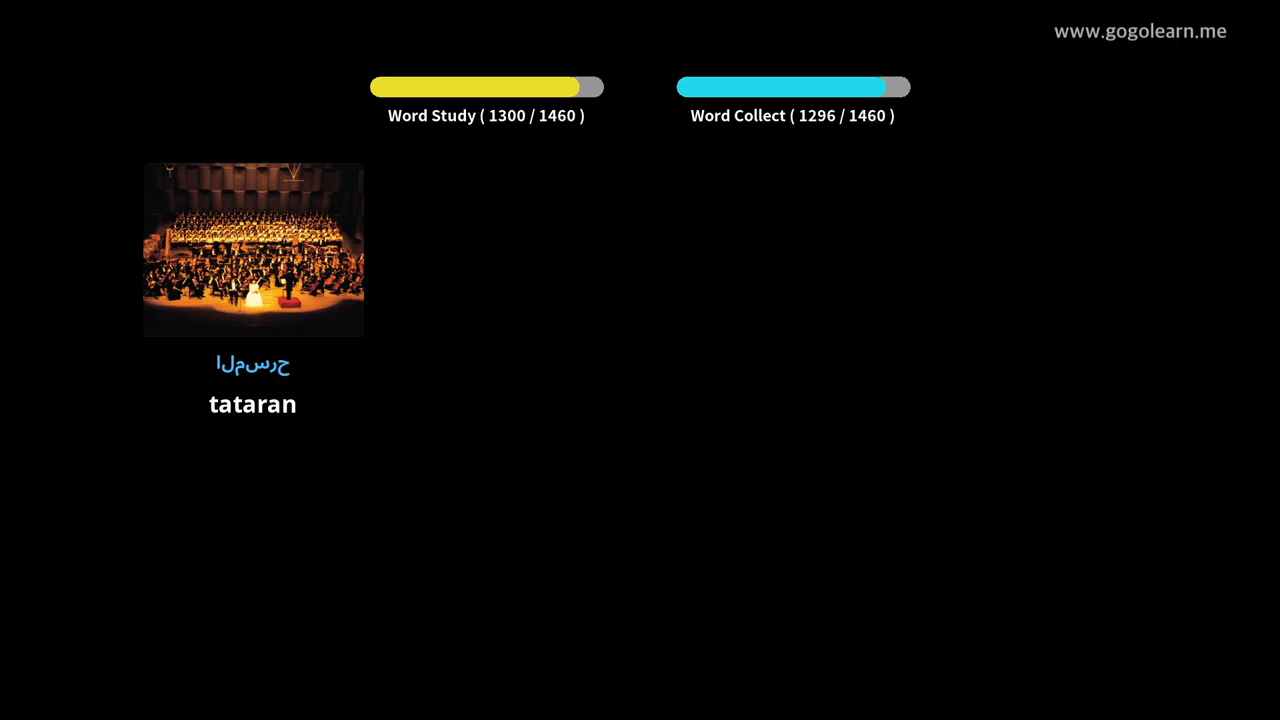 www.gogolearn.me
Word Study ( 1300 / 1460 )
Word Collect ( 1296 / 1460 )
المسرح
tataran